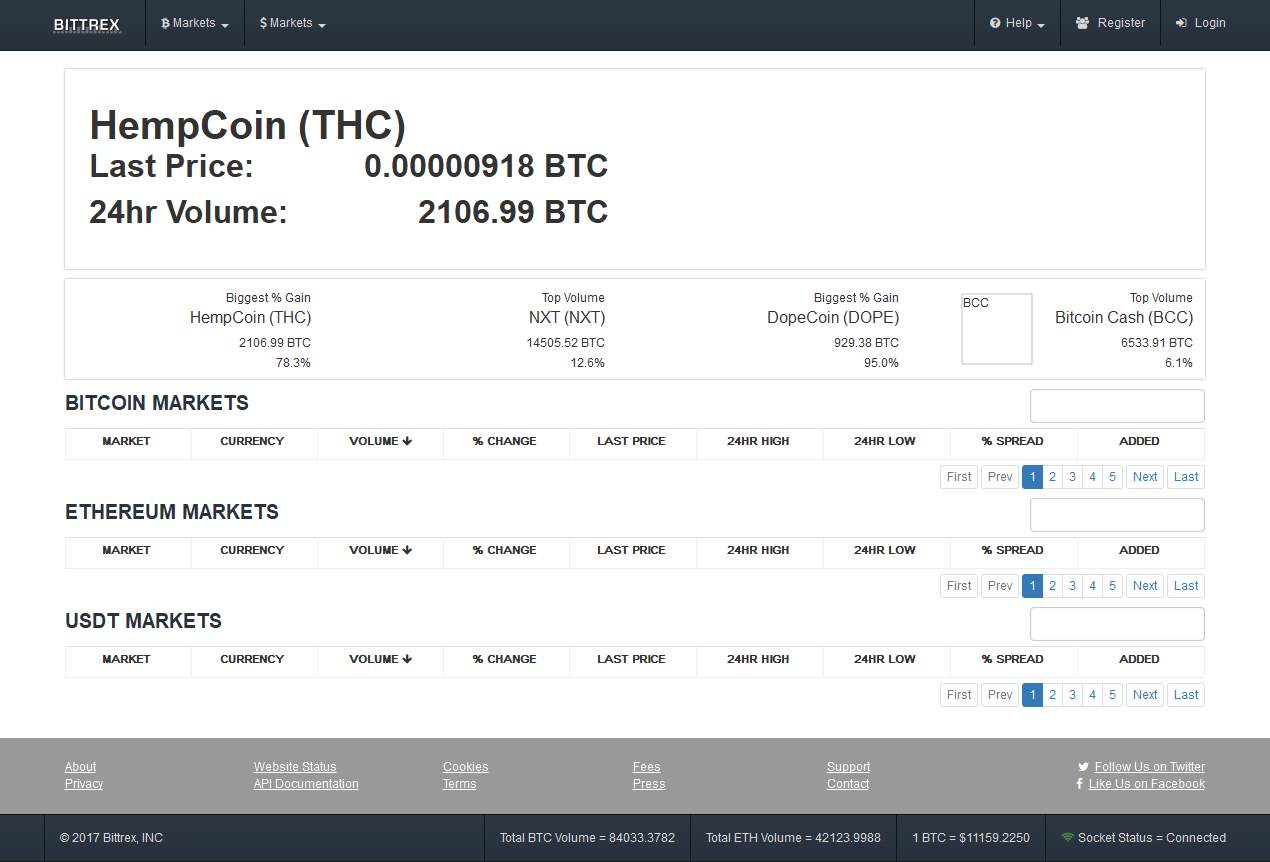 BITTREX
Markets
$ Markets
Help
Register
Login
HempCoin (THC)
Last Price: 0.00000918 BTC
24hr Volume: 2106.99 BTC
Biggest % Gain
HempCoin (THC)
2106.99 BTC
78.3%
Top Volume
NXT (NXT)
14505.52 BTC
12.6%
Biggest % Gain
DopeCoin (DOPE)
929.38 BTC
95.0%
BCC
Top Volume
Bitcoin Cash (BCC)
6533.91 BTC
6.1%
BITCOIN MARKETS
MARKET CURRENCY VOLUME % CHANGE LAST PRICE 24HR HIGH 24HR LOW % SPREAD ADDED
First Prev 1 2 3 4 5 Next Last
ETHEREUM MARKETS
MARKET CURRENCY VOLUME % CHANGE LAST PRICE 24HR HIGH 24HR LOW % SPREAD ADDED
First Prev 1 2 3 4 5 Next Last
USDT MARKETS
MARKET CURRENCY VOLUME % CHANGE LAST PRICE 24HR HIGH 24HR LOW % SPREAD ADDED
First Prev 1 2 3 4 5 Next Last
About Website Status Cookies Fees Support Follow Us on Twitter
Privacy API Documentation Terms Press Contact Like Us on Facebook
© 2017 Bittrex, INC Total BTC Volume = 84033.3782 Total ETH Volume = 42123.9988 1 BTC = $11159.2250 Socket Status = Connected